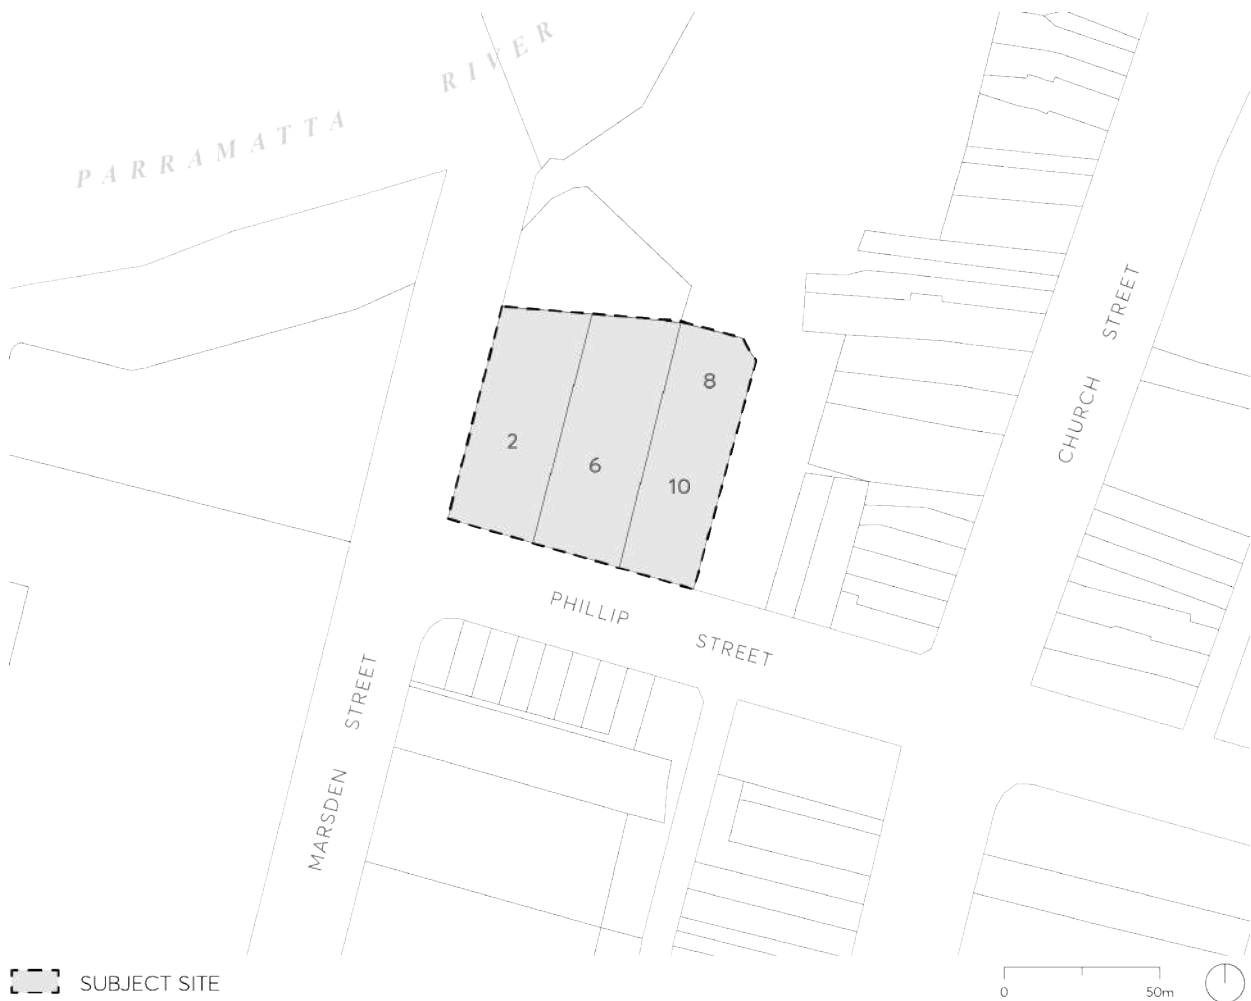 PARRAMATTA RIVER
CHURCH STREET
8
2
6
10
PHILLIP STREET
MARSDEN STREET
SUBJECT SITE
0 50m